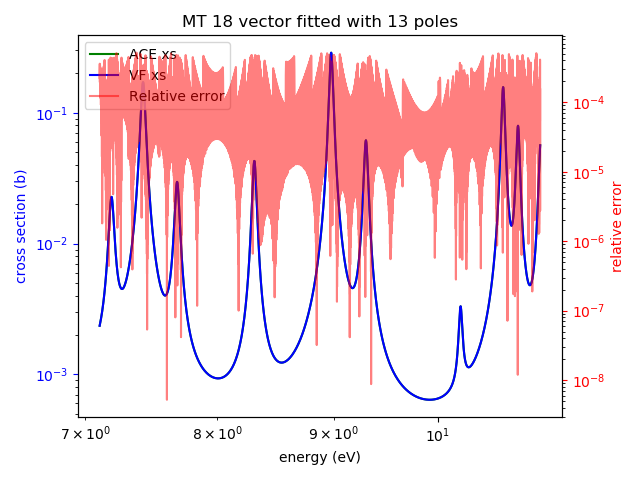 MT 18 vector fitted with 13 poles
ACE xs
VF xs
Relative error
10⁻¹
10⁻²
10⁻³
cross section (b)
10⁻⁴
10⁻⁵
10⁻⁶
10⁻⁷
10⁻⁸
relative error
7 × 10⁰ 8 × 10⁰ 9 × 10⁰ 10¹
energy (eV)